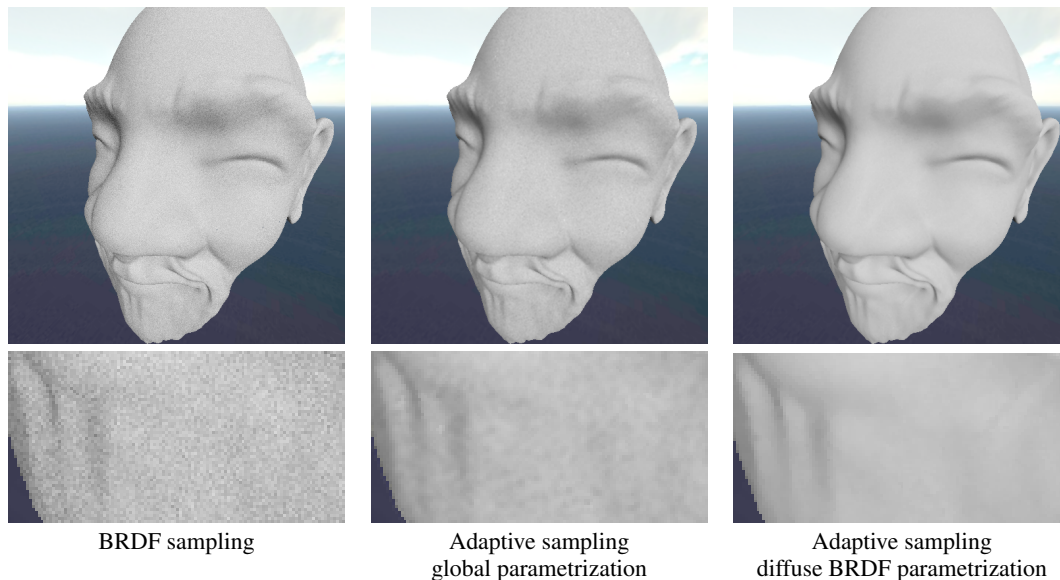 BRDF sampling
Adaptive sampling
global parametrization
Adaptive sampling
diffuse BRDF parametrization